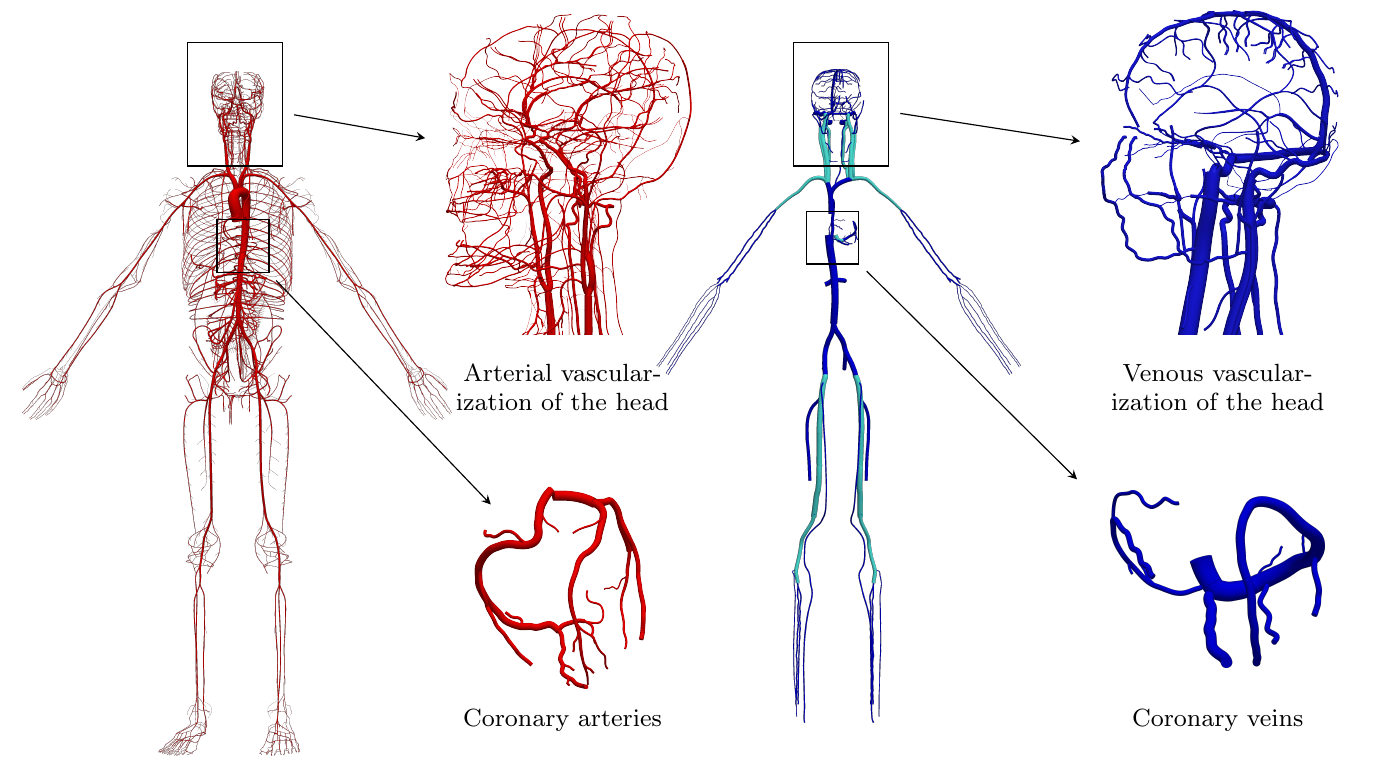 Arterial vascular-
ization of the head
Venous vascular-
ization of the head
Coronary arteries
Coronary veins